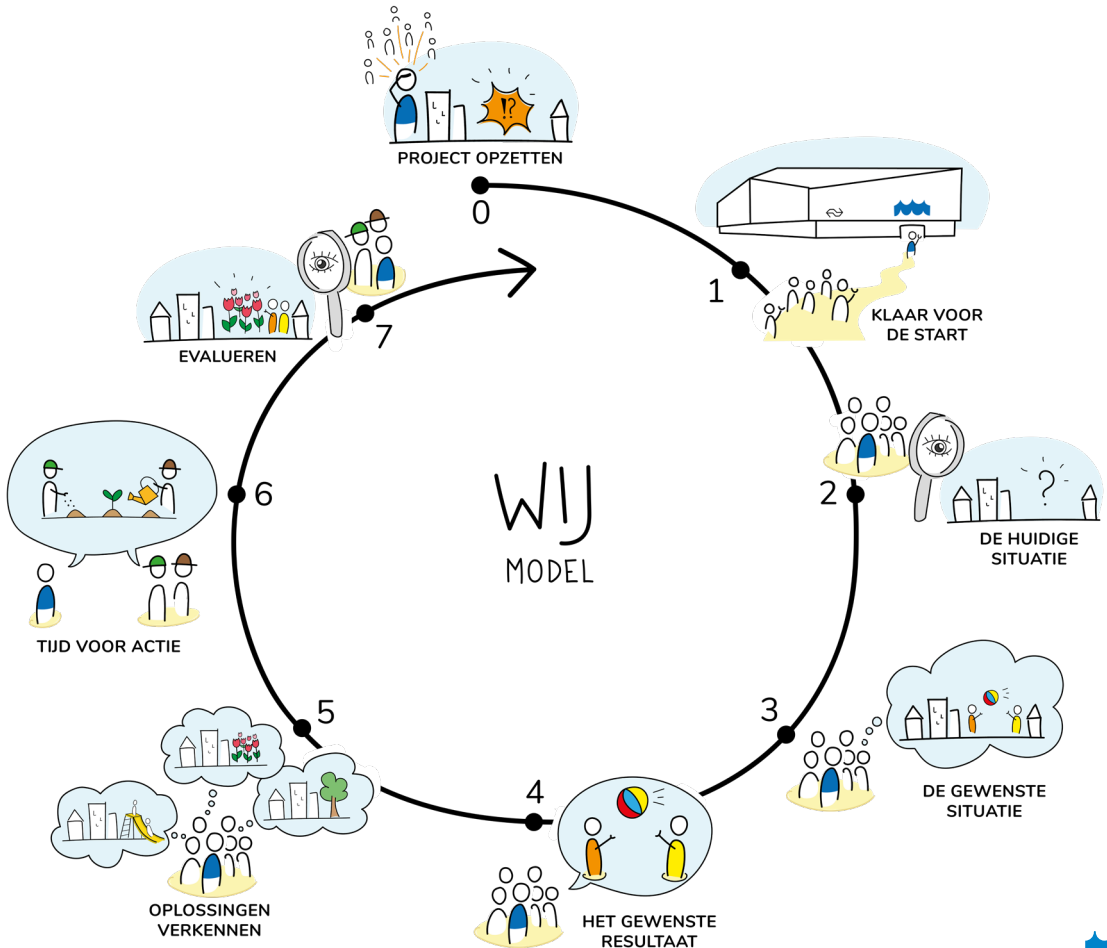 !?
PROJECT OPZETTEN
0
1
KLAAR VOOR
DE START
2
?
DE HUIDIGE
SITUATIE
3
DE GEWENSTE
SITUATIE
4
HET GEWENSTE
RESULTAAT
5
OPLOSSINGEN
VERKENNEN
6
TIJD VOOR ACTIE
7
EVALUEREN
WIJ
MODEL